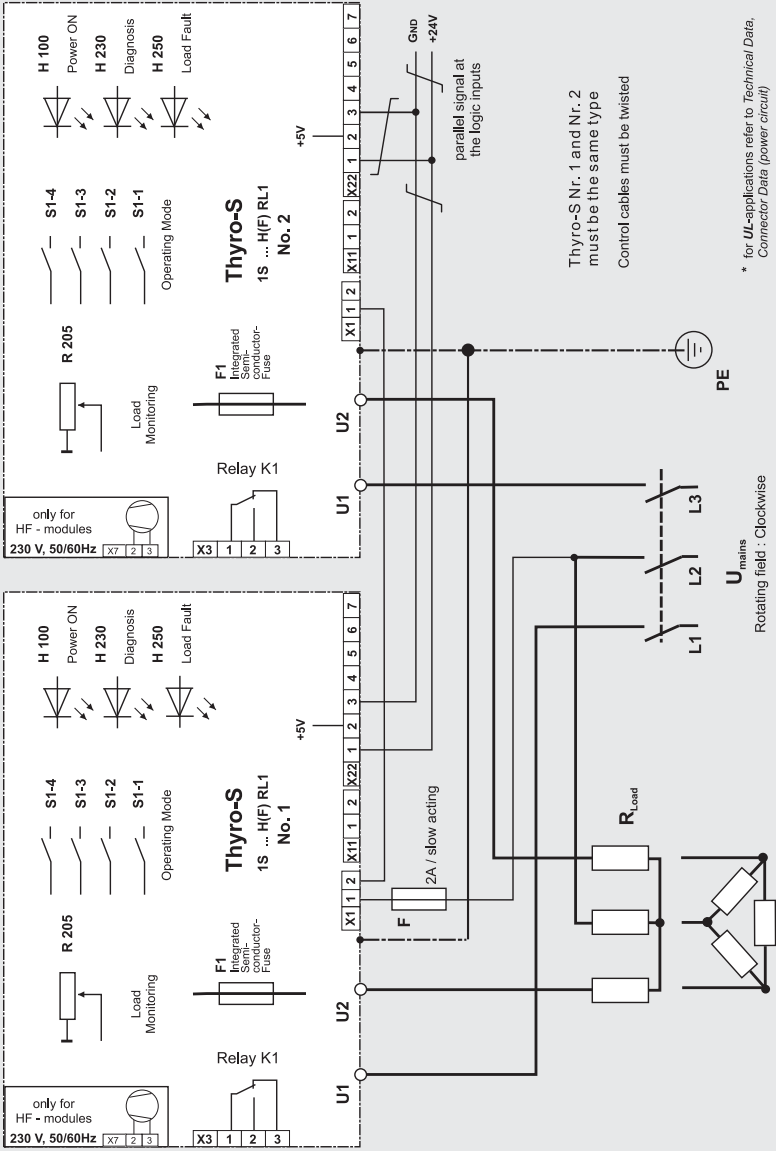 H 100
Power ON
H 230
Diagnosis
H 250
Load Fault
S1-4
S1-3
S1-2
S1-1
Operating Mode
R 205
Load
Monitoring
Thyro-S
1S ... H(F) RL1
No. 1
F1
Integrated
Semi-
conductor-
Fuse
Relay K1
only for
HF - modules
230 V, 50/60Hz
X7 2 3
X3 1 2 3
U1
U2
X1 1 2
X11 1 2
X22 1 2 3 4 5 6 7
+5V
H 100
Power ON
H 230
Diagnosis
H 250
Load Fault
S1-4
S1-3
S1-2
S1-1
Operating Mode
R 205
Load
Monitoring
Thyro-S
1S ... H(F) RL1
No. 2
F1
Integrated
Semi-
conductor-
Fuse
Relay K1
only for
HF - modules
230 V, 50/60Hz
X7 2 3
X3 1 2 3
U1
U2
X1 1 2
X11 1 2
X22 1 2 3 4 5 6 7
+5V
GND
+24V
parallel signal at
the logic inputs
F
2A / slow acting
Thyro-S Nr. 1 and Nr. 2
must be the same type
Control cables must be twisted
RLoad
L1
L2
L3
Umains
Rotating field : Clockwise
PE
* for UL-applications refer to Technical Data,
Connector Data (power circuit)